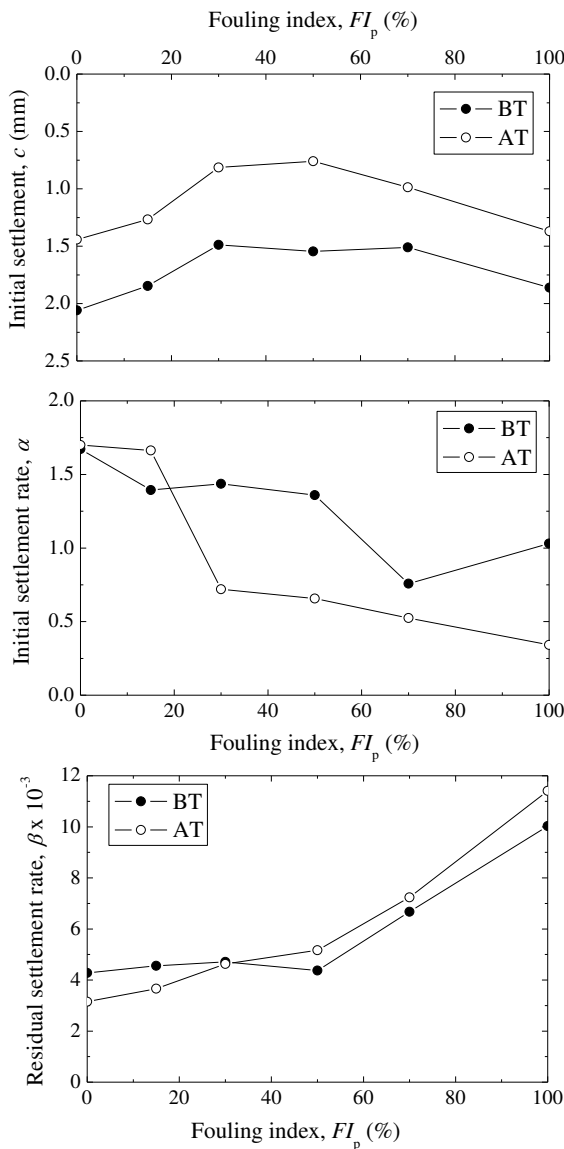 Fouling index, FIp (%)
0 20 40 60 80 100
0.0
0.5
1.0
1.5
2.0
2.5
Initial settlement, c (mm)
BT
AT
2.0
1.5
1.0
0.5
0.0
Initial settlement rate, α
BT
AT
0 20 40 60 80 100
Fouling index, FIp (%)
12
10
8
6
4
2
0
Residual settlement rate, β x 10-3
BT
AT
0 20 40 60 80 100
Fouling index, FIp (%)